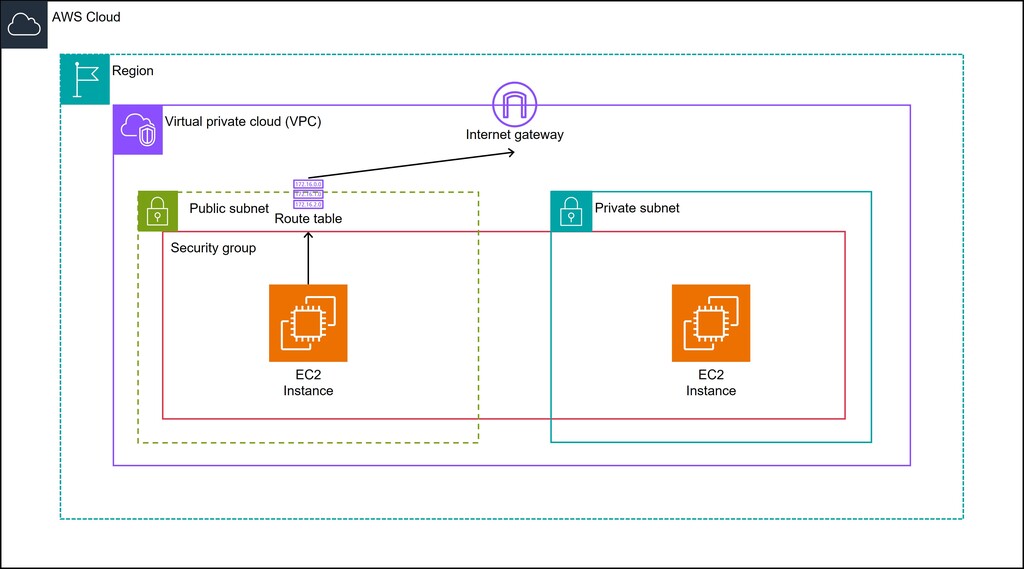 AWS Cloud
Region
Virtual private cloud (VPC)
Internet gateway
172.16.0.0
172.16.1.0
172.16.2.0
Public subnet
Route table
Private subnet
Security group
EC2
Instance
EC2
Instance